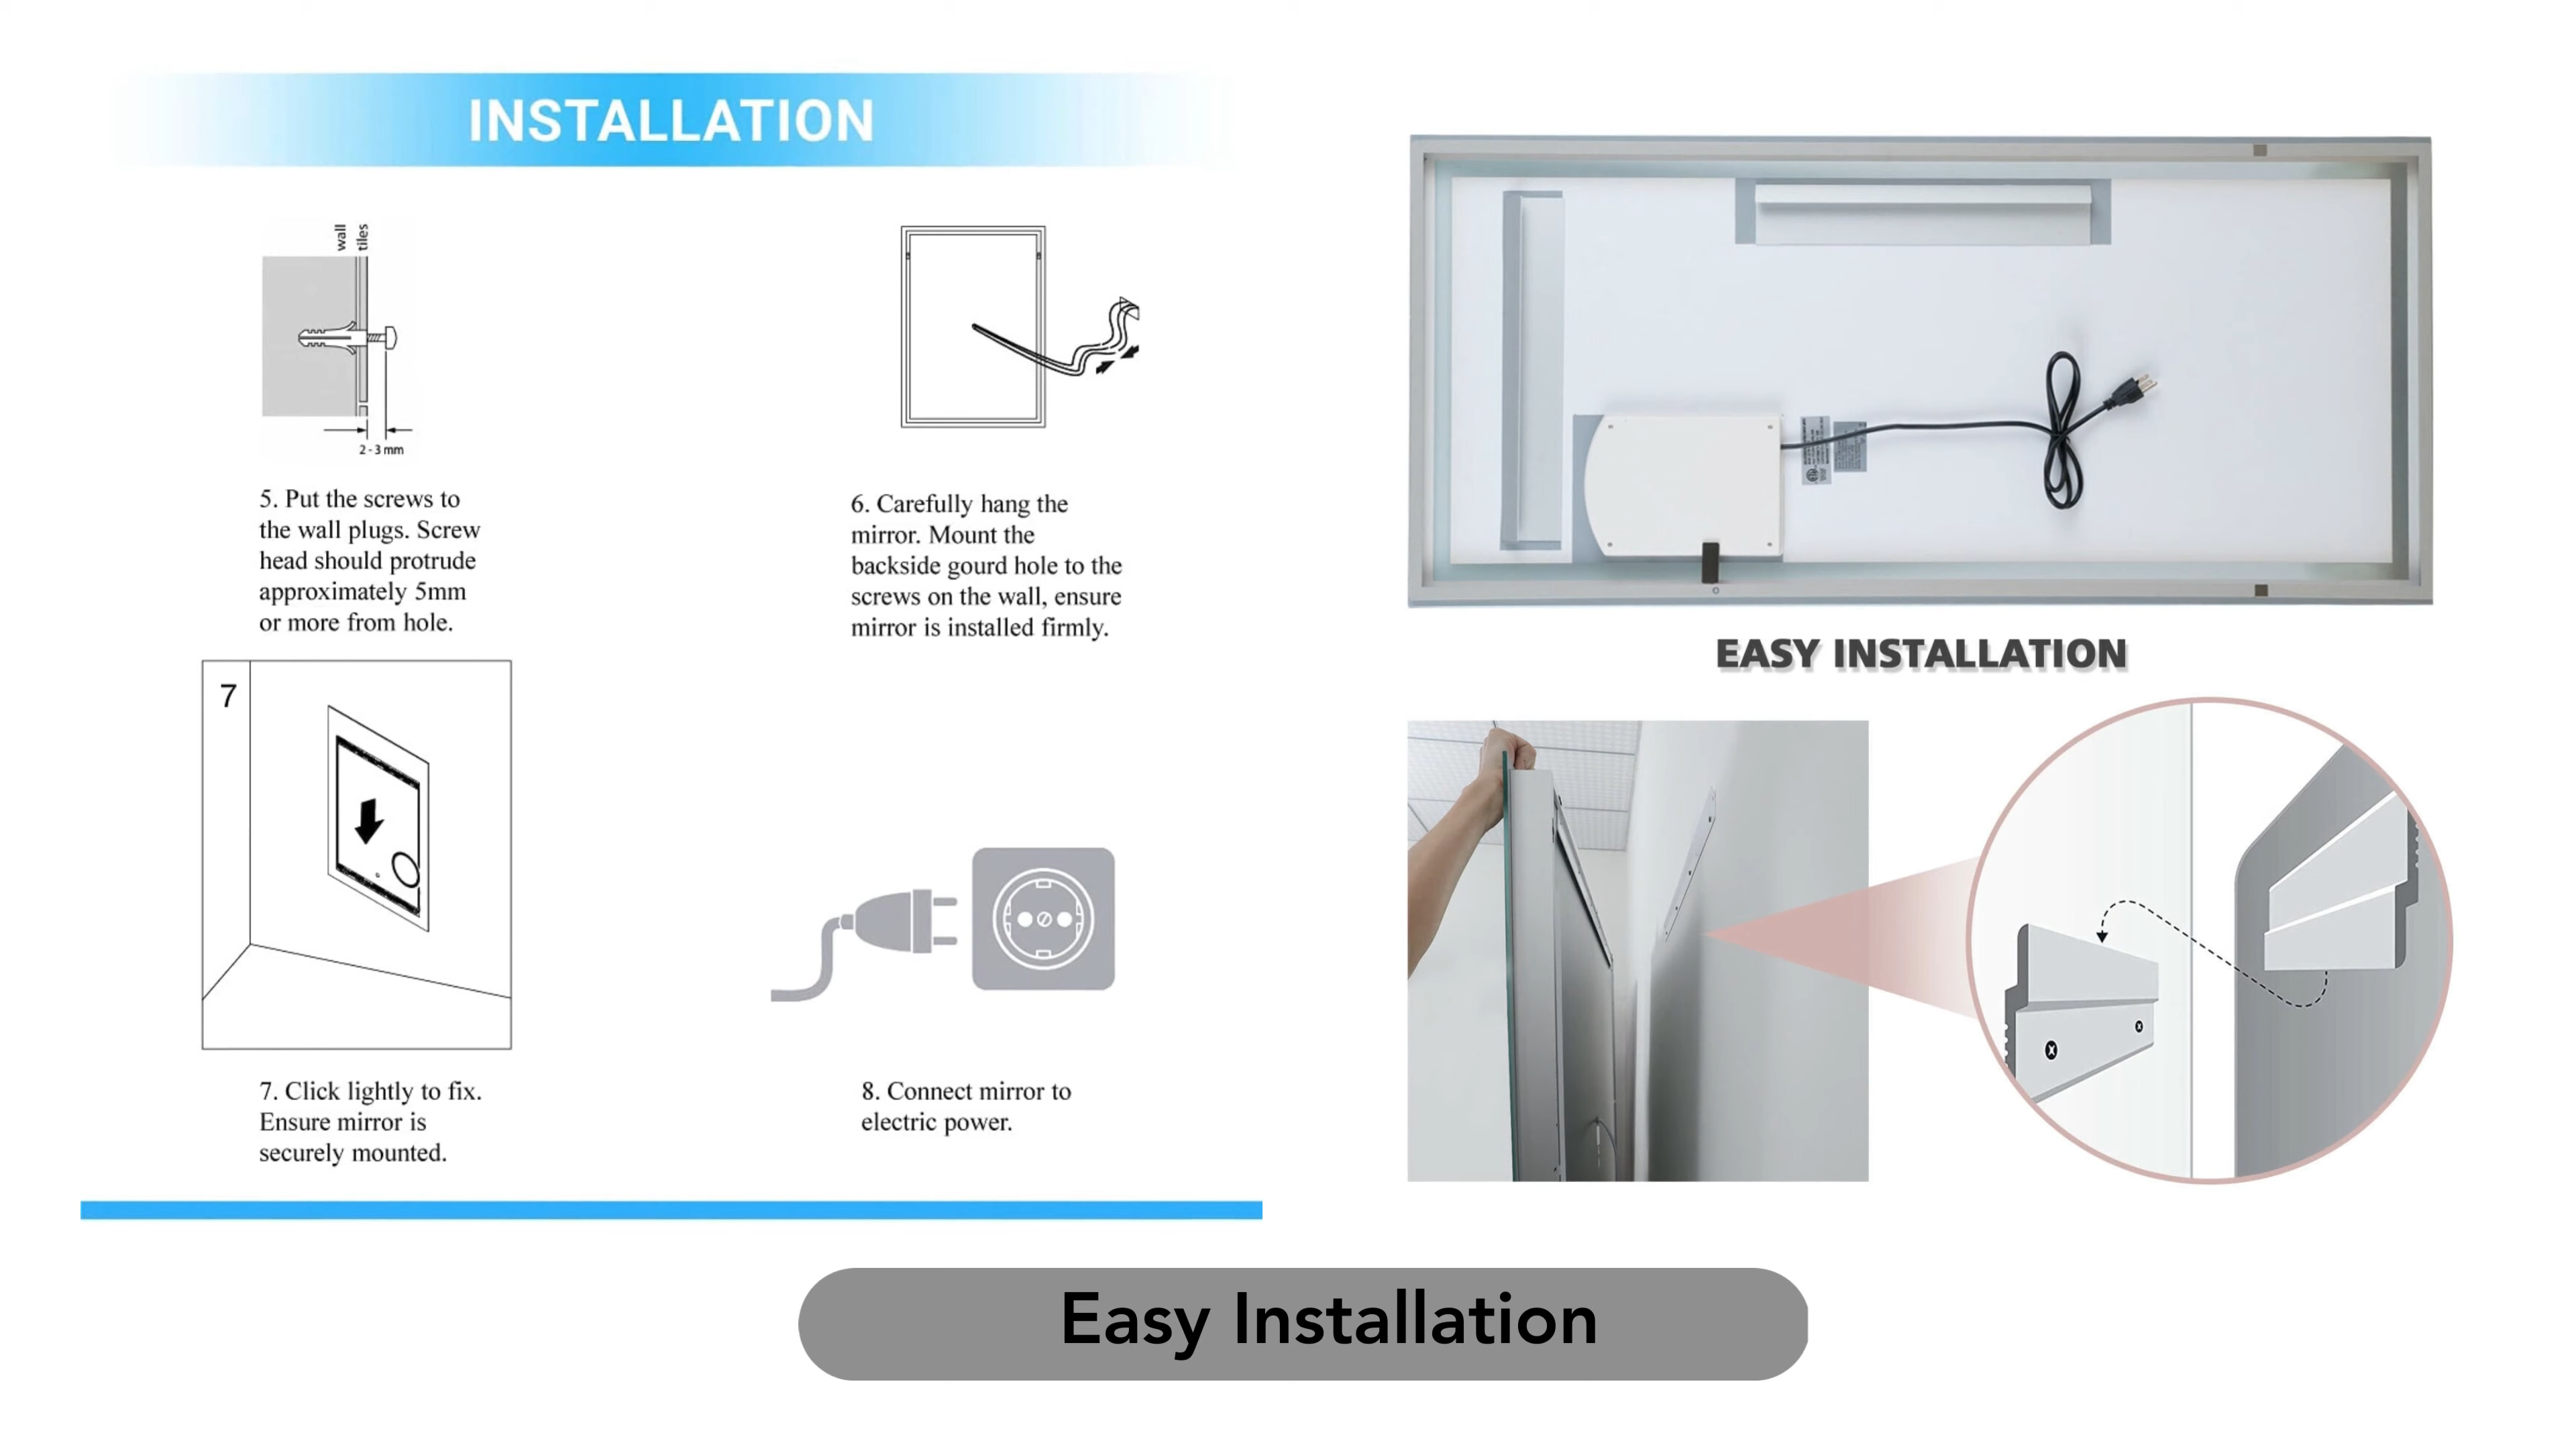 INSTALLATION
wall
tiles
2 - 3 mm
5. Put the screws to
the wall plugs. Screw
head should protrude
approximately 5mm
or more from hole.
6. Carefully hang the
mirror. Mount the
backside gourd hole to the
screws on the wall, ensure
mirror is installed firmly.
7
7. Click lightly to fix.
Ensure mirror is
securely mounted.
8. Connect mirror to
electric power.
EASY INSTALLATION
Easy Installation